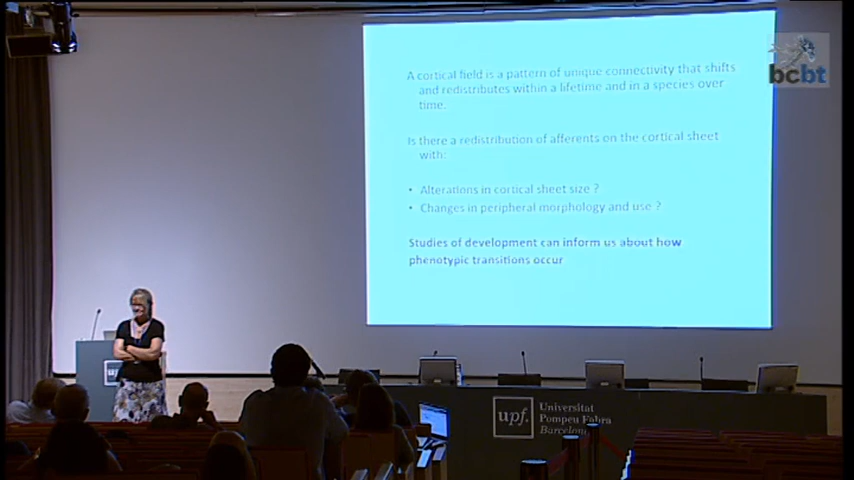 A cortical field is a pattern of unique connectivity that shifts
and redistributes within a lifetime and in a species over
time.
Is there a redistribution of afferents on the cortical sheet
with:
• Alterations in cortical sheet size ?
• Changes in peripheral morphology and use ?
Studies of development can inform us about how
phenotypic transitions occur
bcbt
upf.
upf.
Universitat
Pompeu Fabra
Barcelona